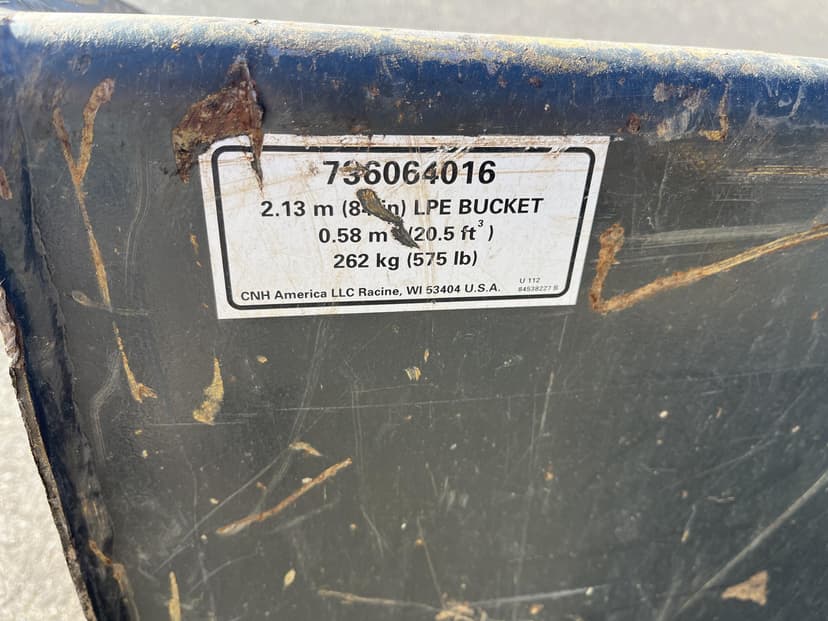 736064016
2.13 m (84 in) LPE BUCKET
0.58 m³ (20.5 ft³)
262 kg (575 lb)
CNH America LLC Racine, WI 53404 U.S.A.
U 112
84538227 B